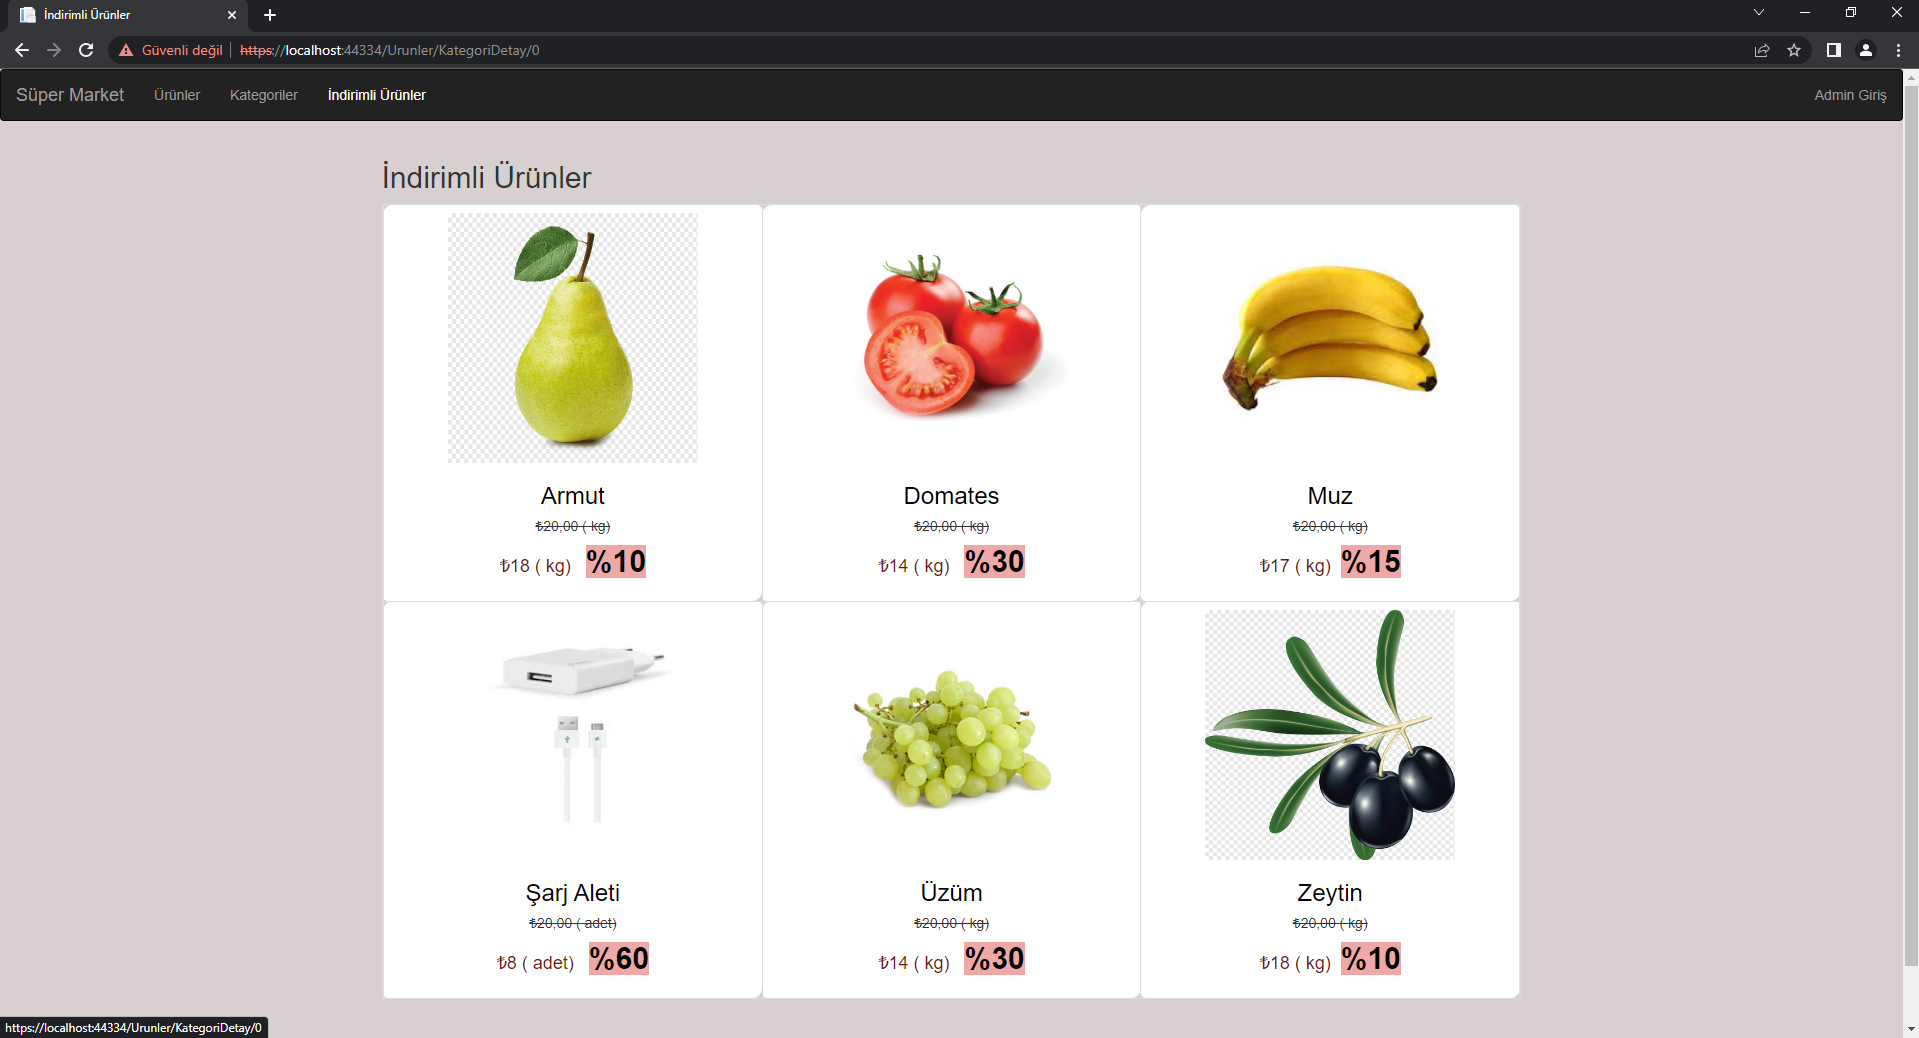 İndirimli Ürünler
Güvenli değil https://localhost:44334/Urunler/KategoriDetay/0
Süper Market Ürünler Kategoriler İndirimli Ürünler Admin Giriş
İndirimli Ürünler
Armut
₺20,00 ( kg)
₺18 ( kg) %10
Domates
₺20,00 ( kg)
₺14 ( kg) %30
Muz
₺20,00 ( kg)
₺17 ( kg) %15
Şarj Aleti
₺20,00 ( adet)
₺8 ( adet) %60
Üzüm
₺20,00 ( kg)
₺14 ( kg) %30
Zeytin
₺20,00 ( kg)
₺18 ( kg) %10
https://localhost:44334/Urunler/KategoriDetay/0